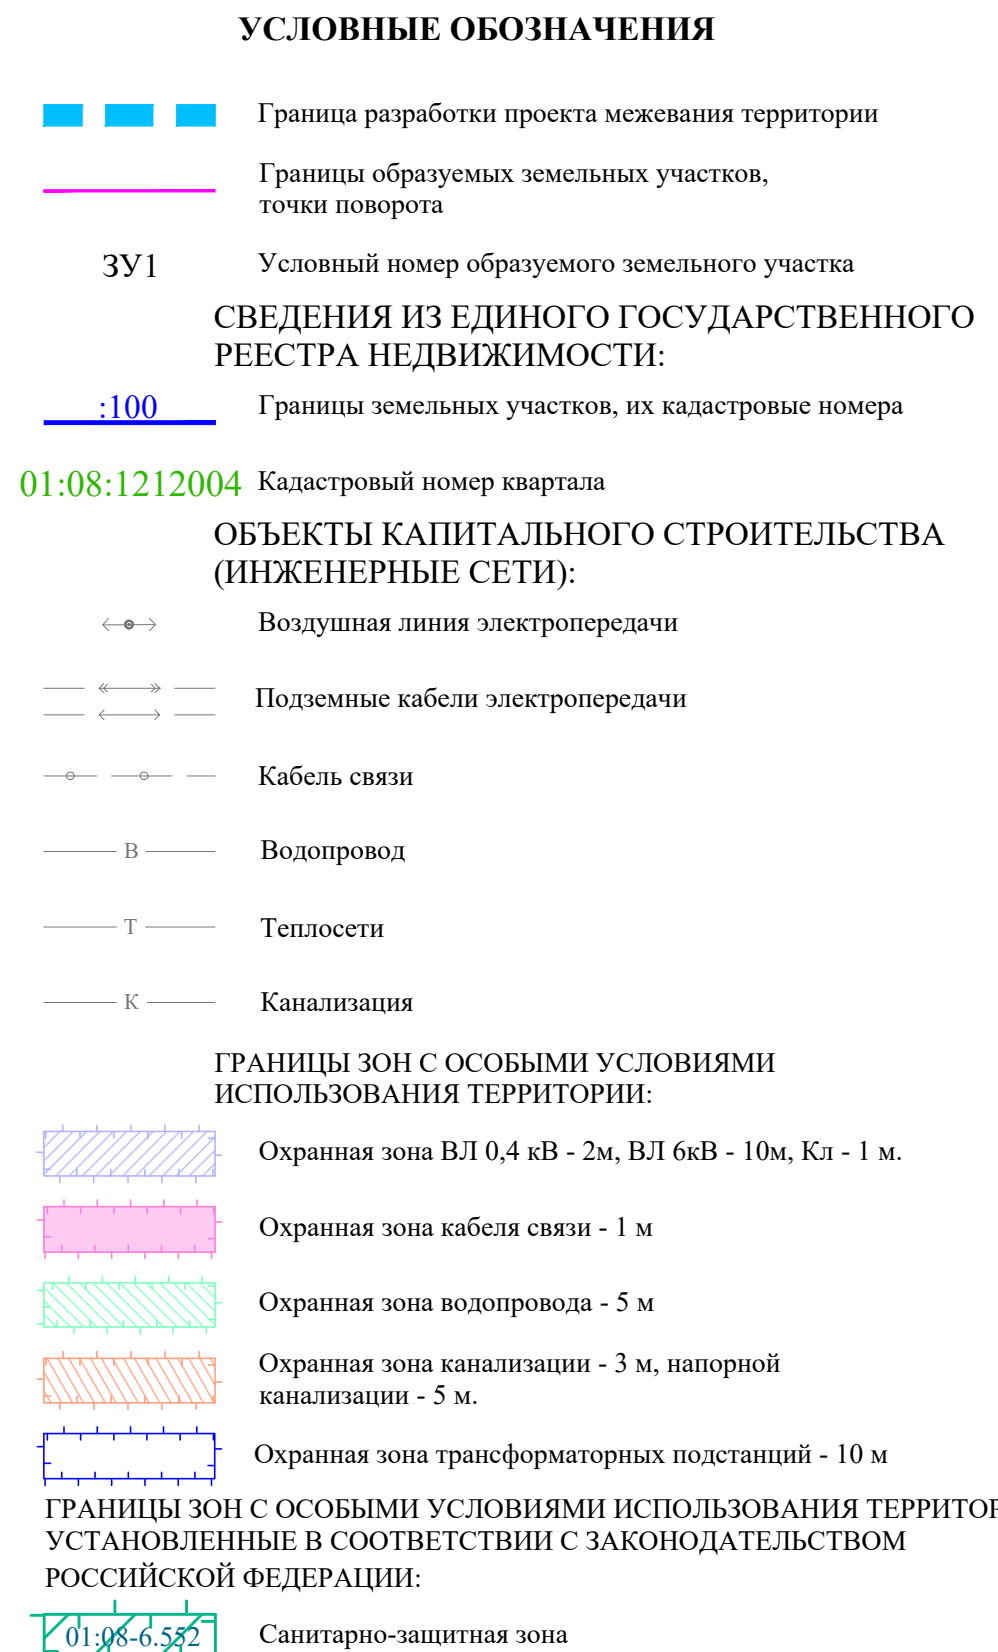 УСЛОВНЫЕ ОБОЗНАЧЕНИЯ
Граница разработки проекта межевания территории
Границы образуемых земельных участков,
точки поворота
ЗУ1 Условный номер образуемого земельного участка
СВЕДЕНИЯ ИЗ ЕДИНОГО ГОСУДАРСТВЕННОГО
РЕЕСТРА НЕДВИЖИМОСТИ:
:100 Границы земельных участков, их кадастровые номера
01:08:1212004 Кадастровый номер квартала
ОБЪЕКТЫ КАПИТАЛЬНОГО СТРОИТЕЛЬСТВА
(ИНЖЕНЕРНЫЕ СЕТИ):
Воздушная линия электропередачи
Подземные кабели электропередачи
Кабель связи
В Водопровод
Т Теплосети
К Канализация
ГРАНИЦЫ ЗОН С ОСОБЫМИ УСЛОВИЯМИ
ИСПОЛЬЗОВАНИЯ ТЕРРИТОРИИ:
Охранная зона ВЛ 0,4 кВ - 2м, ВЛ 6кВ - 10м, Кл - 1 м.
Охранная зона кабеля связи - 1 м
Охранная зона водопровода - 5 м
Охранная зона канализации - 3 м, напорной
канализации - 5 м.
Охранная зона трансформаторных подстанций - 10 м
ГРАНИЦЫ ЗОН С ОСОБЫМИ УСЛОВИЯМИ ИСПОЛЬЗОВАНИЯ ТЕРРИТОР
УСТАНОВЛЕННЫЕ В СООТВЕТСТВИИ С ЗАКОНОДАТЕЛЬСТВОМ
РОССИЙСКОЙ ФЕДЕРАЦИИ:
01:08-6.552 Санитарно-защитная зона